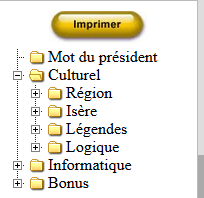 Imprimer
Mot du président
Culturel
Région
Isère
Légendes
Logique
Informatique
Bonus